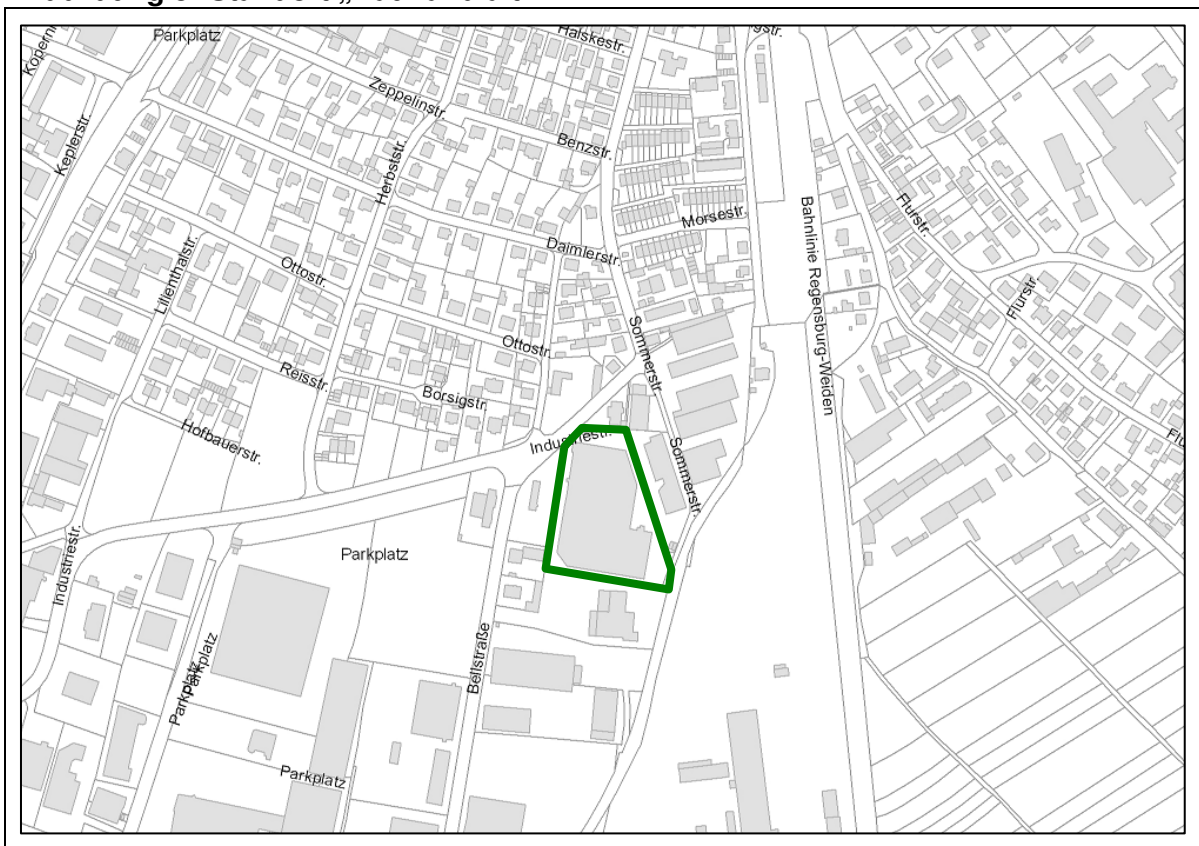 Parkplatz
Halskestr.
Keplerstr.
Zeppelinstr.
Benzstr.
Herbststr.
Morsestr.
Flurstr.
Daimlerstr.
Bahnlinie Regensburg-Weiden
Lilienthalstr.
Ottostr.
Flurstr.
Sommerstr.
Ottostr.
Reisstr.
Borsigstr.
Hofbauerstr.
Industriestr.
Sommerstr.
Parkplatz
Industriestr.
Bellstraße
Parkplatz
Parkplatz
Parkplatz